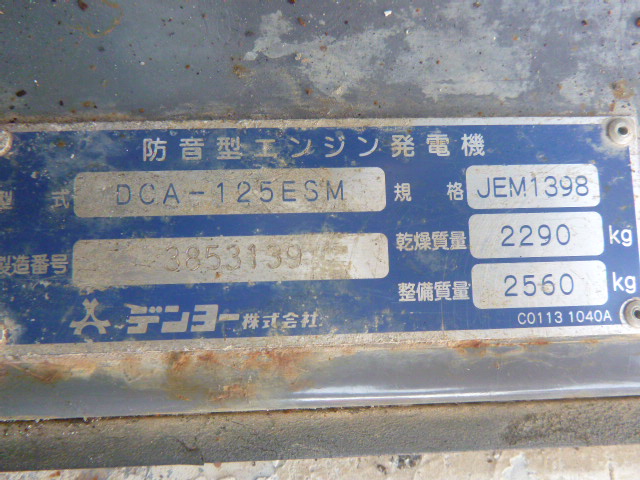 防音型エンジン発電機
型式 DCA-125ESM 規格 JEM1398
製造番号 3853139 乾燥質量 2290 kg
整備質量 2560 kg
デンヨー株式会社 C0113 1040A